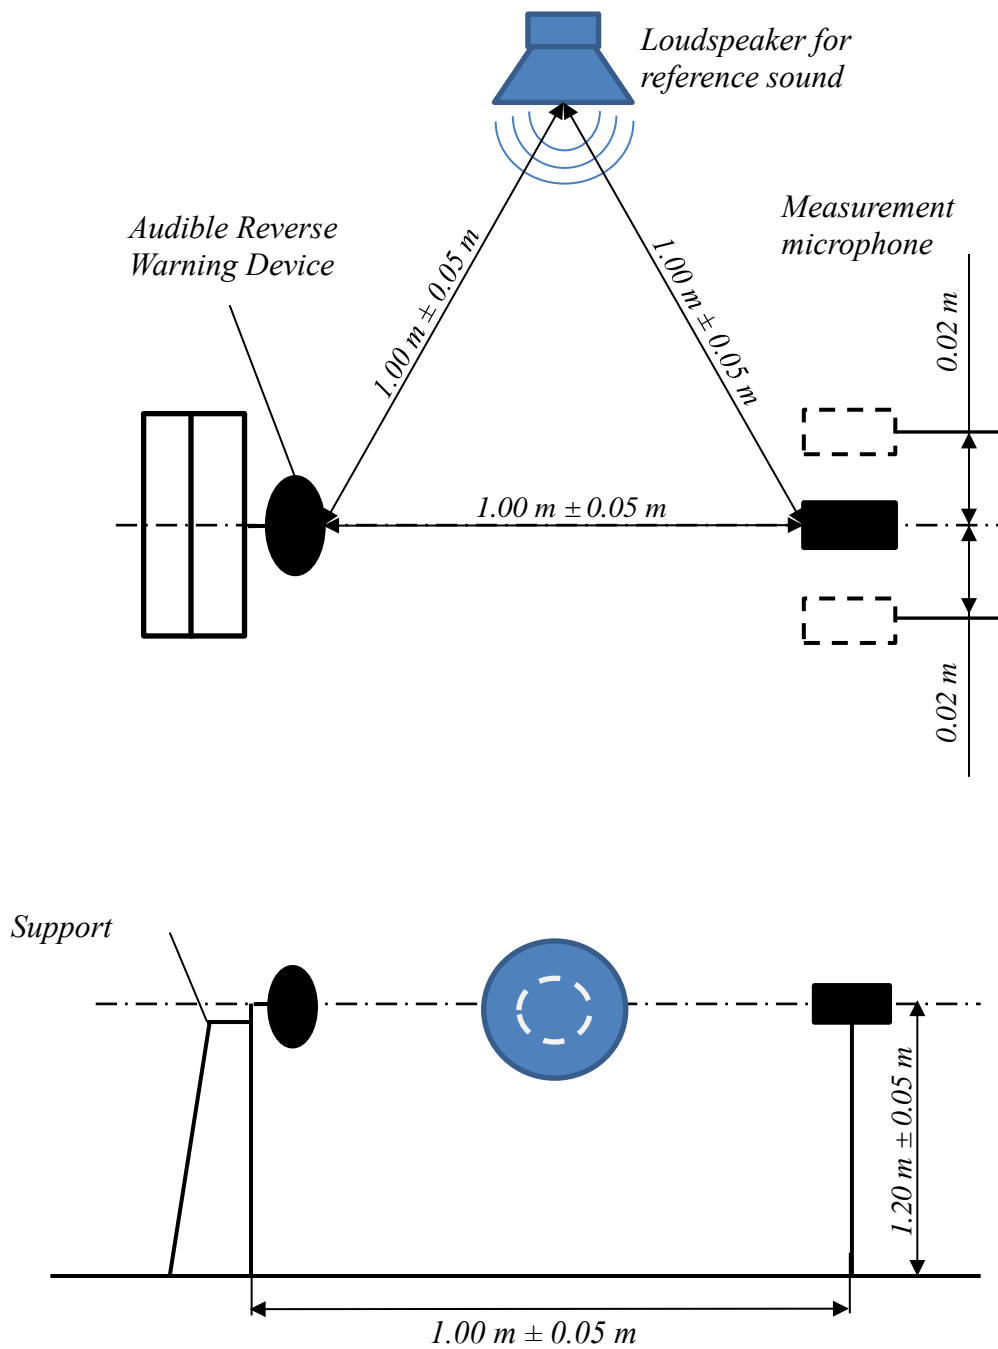 Loudspeaker for
reference sound
Audible Reverse
Warning Device
Measurement
microphone
1.00 m ± 0.05 m
1.00 m ± 0.05 m
0.02 m
1.00 m ± 0.05 m
0.02 m
Support
1.20 m ± 0.05 m
1.00 m ± 0.05 m